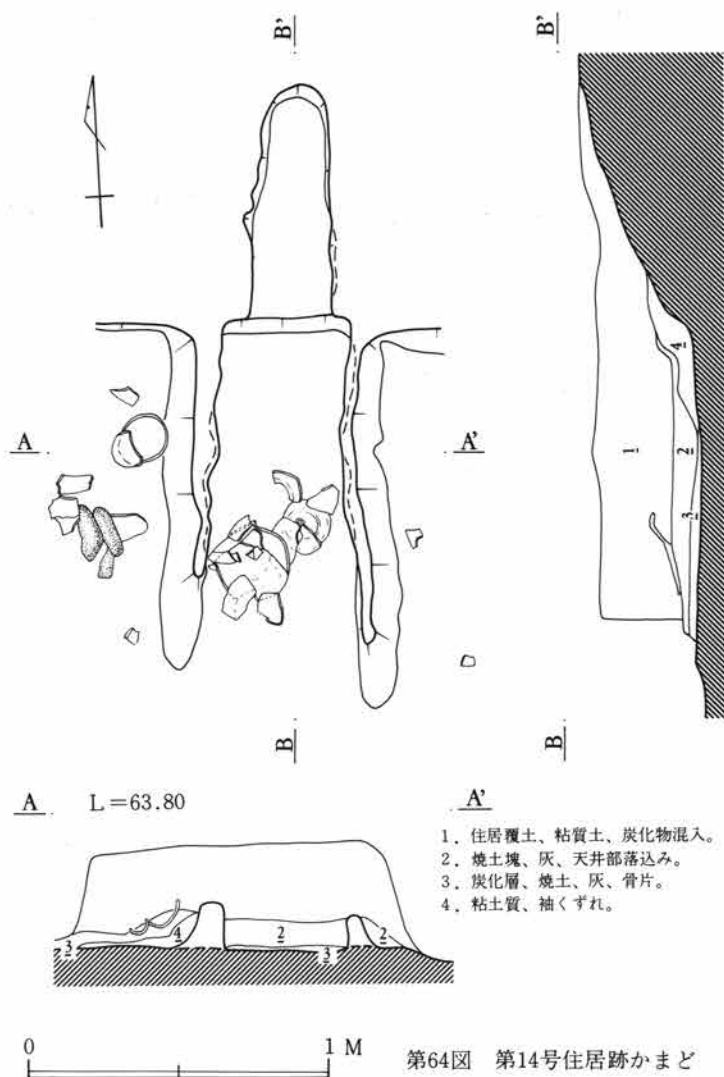 B'
B'
A
A'
4
1
2
3
B
B
A L＝63.80 A'
1．住居覆土、粘質土、炭化物混入。
2．焼土塊、灰、天井部落込み。
3．炭化層、焼土、灰、骨片。
4．粘土質、袖くずれ。
3
4
2
3
2
0 1 M
第64図 第14号住居跡かまど